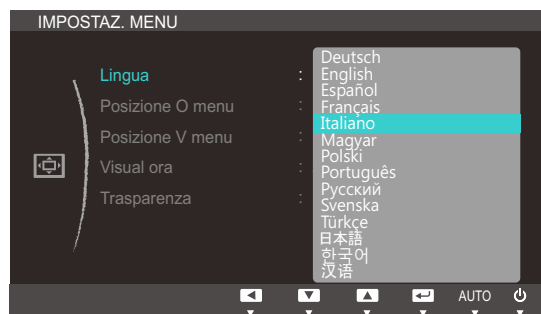 IMPOSTAZ. MENU
Lingua :
Posizione O menu :
Posizione V menu :
Visual ora :
Trasparenza :
Deutsch
English
Español
Français
Italiano
Magyar
Polski
Português
Русский
Svenska
Türkçe
日本語
한국어
汉语
AUTO